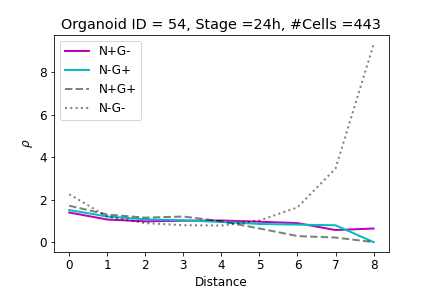 Organoid ID = 54, Stage =24h, #Cells =443
N+G-
N-G+
N+G+
N-G-
8
6
4
2
0
ρ
0 1 2 3 4 5 6 7 8
Distance